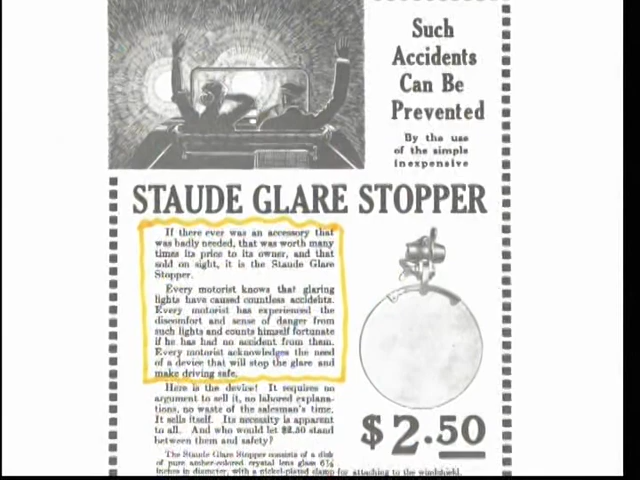 Such
Accidents
Can Be
Prevented
By the use
of the simple
inexpensive
STAUDE GLARE STOPPER
If there ever was an accessory that
was badly needed, that was worth many
times its price to its owner, and that
sold on sight, it is the Staude Glare
Stopper.
Every motorist knows that glaring
lights have caused countless accidents.
Every motorist has experienced the
discomfort and sense of danger from
such lights and counts himself fortunate
if he has had no accident from them.
Every motorist acknowledges the need
of a device that will stop the glare and
make driving safe.
Here is the device! It requires no
argument to sell it, no labored explana-
tions, no waste of the salesman's time.
It sells itself. Its necessity is apparent
to all. And who would let $2.50 stand
between them and safety?
$2.50
The Staude Glare Stopper consists of a disk
of pure amber-colored crystal lens glass 6¼
inches in diameter, with a nickel-plated clamp for attaching to the windshield.